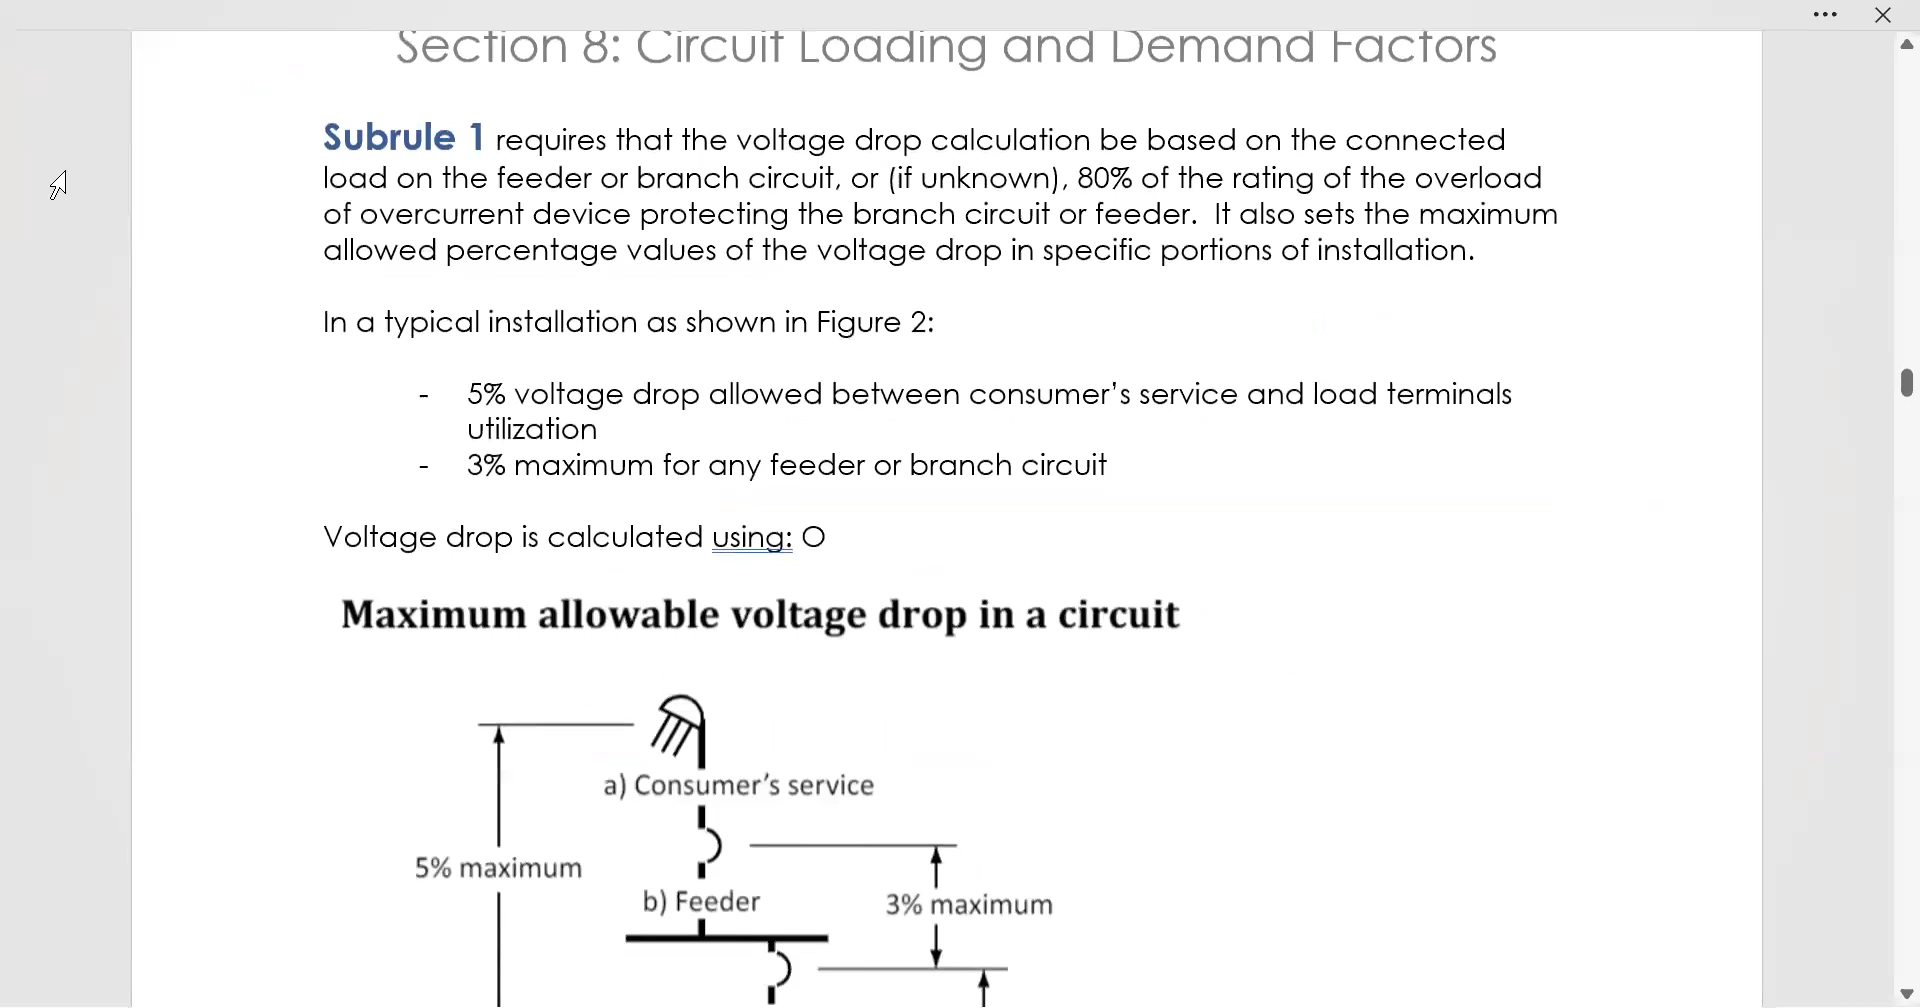 Section 8: Circuit Loading and Demand Factors
Subrule 1 requires that the voltage drop calculation be based on the connected
load on the feeder or branch circuit, or (if unknown), 80% of the rating of the overload
of overcurrent device protecting the branch circuit or feeder.  It also sets the maximum
allowed percentage values of the voltage drop in specific portions of installation.
In a typical installation as shown in Figure 2:
- 5% voltage drop allowed between consumer's service and load terminals
utilization
- 3% maximum for any feeder or branch circuit
Voltage drop is calculated using: O
Maximum allowable voltage drop in a circuit
a) Consumer's service
5% maximum
b) Feeder
3% maximum